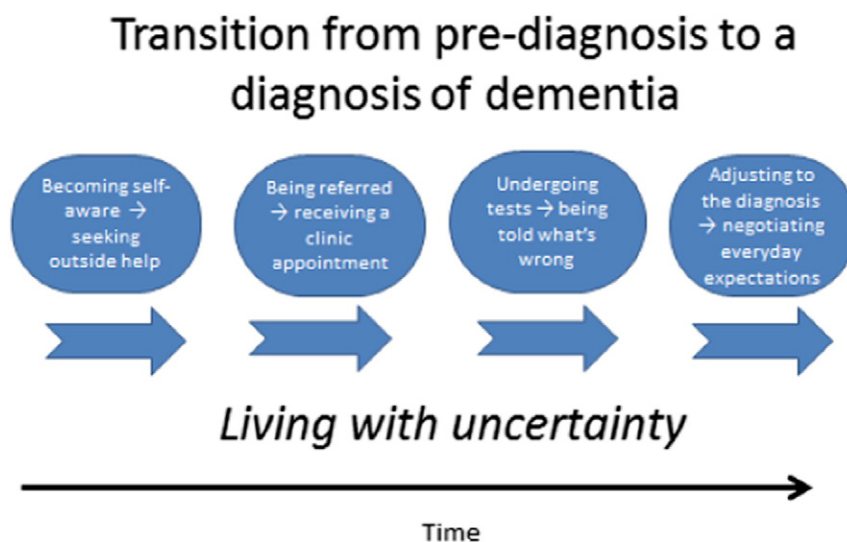 Transition from pre-diagnosis to a
diagnosis of dementia
Becoming self-
aware →
seeking
outside help
Being referred
→ receiving a
clinic
appointment
Undergoing
tests → being
told what's
wrong
Adjusting to
the diagnosis
→ negotiating
everyday
expectations
Living with uncertainty
Time